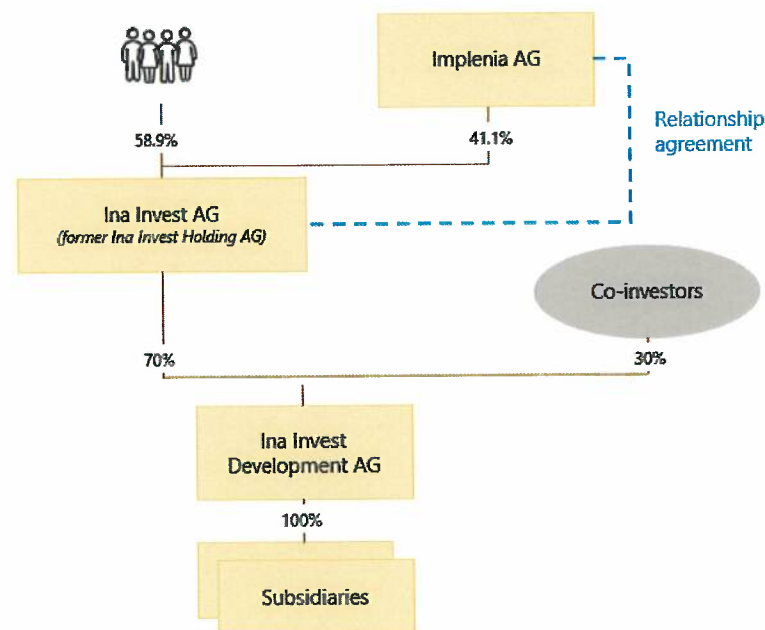 Implenia AG
58.9%
41.1%
Relationship
agreement
Ina Invest AG
(former Ina Invest Holding AG)
Co-investors
70%
30%
Ina Invest
Development AG
100%
Subsidiaries